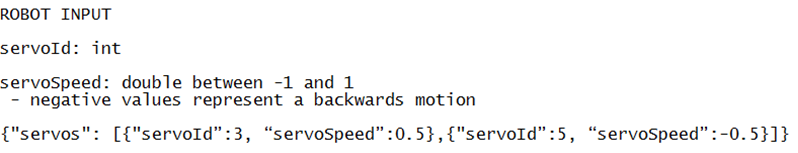 ROBOT INPUT
servoId: int
servoSpeed: double between -1 and 1
- negative values represent a backwards motion
{"servos": [{"servoId":3, “servoSpeed”:0.5},{"servoId":5, “servoSpeed”:-0.5}]}